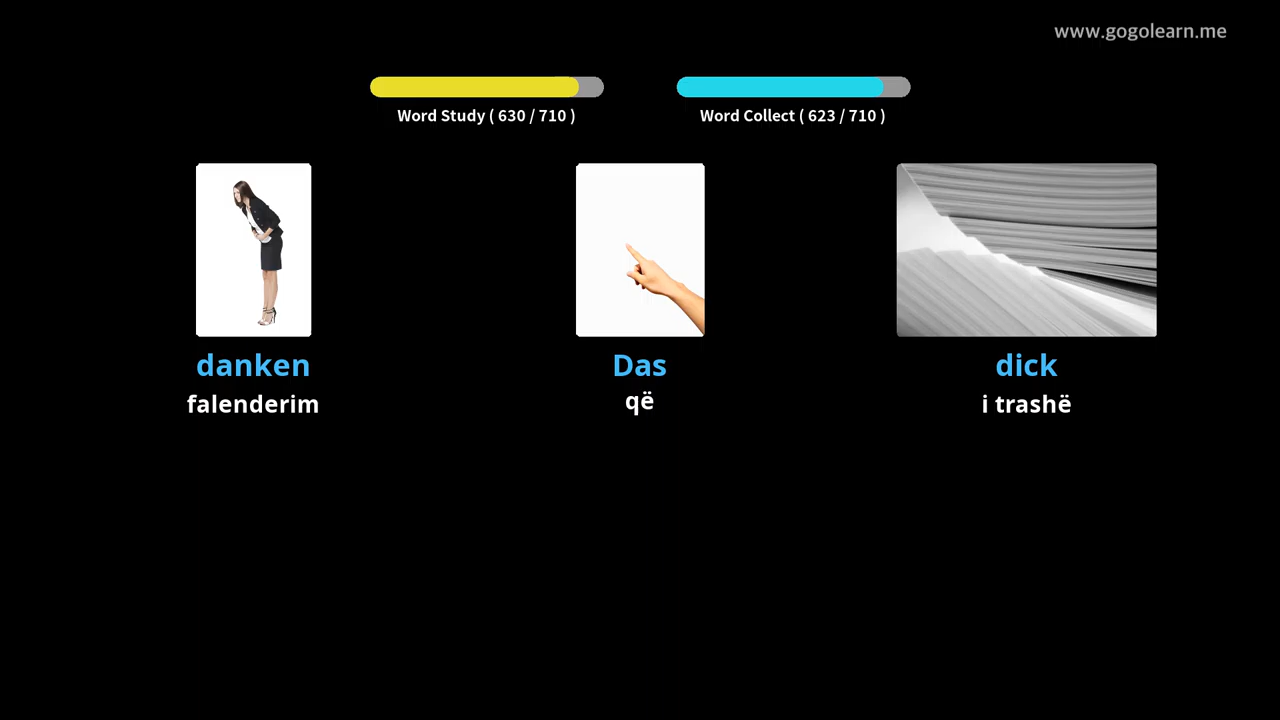 www.gogolearn.me
Word Study ( 630 / 710 )
Word Collect ( 623 / 710 )
danken
Das
dick
falenderim
që
i trashë